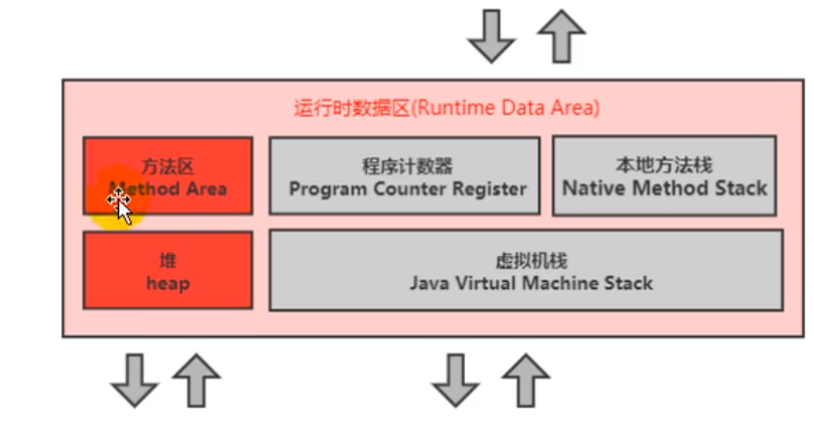 运行时数据区(Runtime Data Area)
方法区
Method Area
程序计数器
Program Counter Register
本地方法栈
Native Method Stack
堆
heap
虚拟机栈
Java Virtual Machine Stack